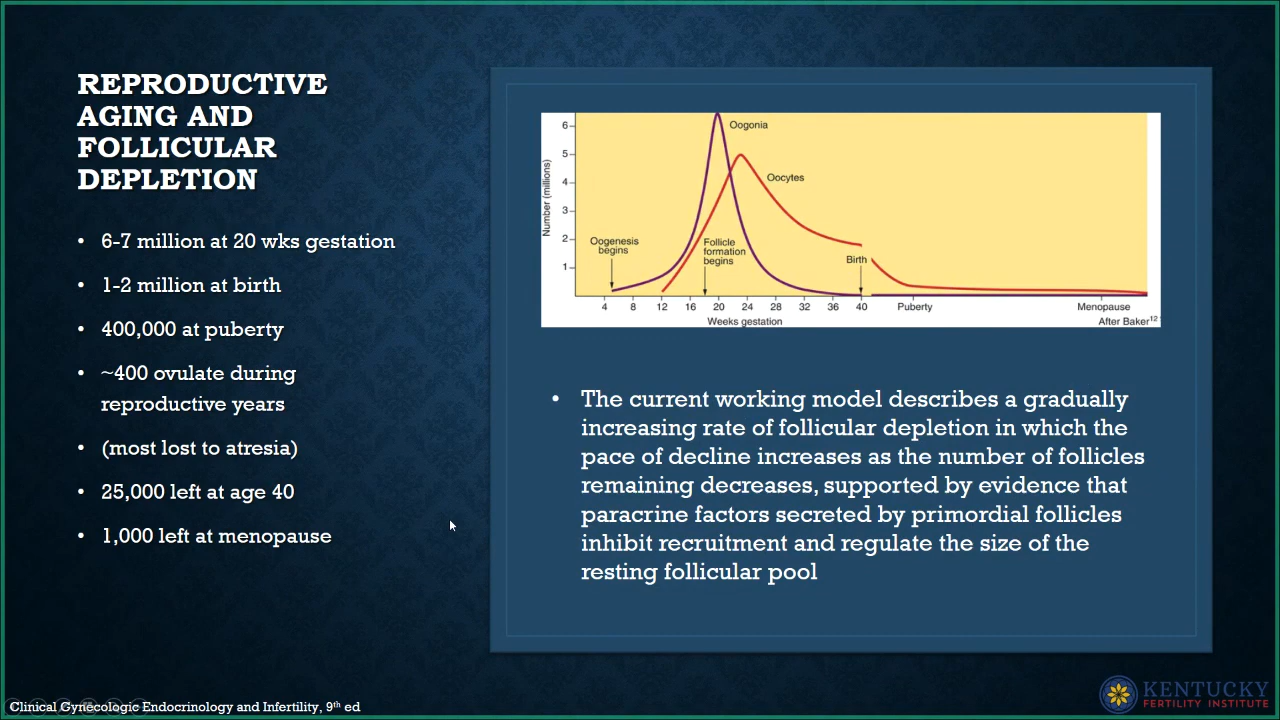 REPRODUCTIVE
AGING AND
FOLLICULAR
DEPLETION
• 6-7 million at 20 wks gestation
• 1-2 million at birth
• 400,000 at puberty
• ~400 ovulate during
reproductive years
• (most lost to atresia)
• 25,000 left at age 40
• 1,000 left at menopause
Number (millions)
6
5
4
3
2
1
Oogonia
Oocytes
Oogenesis
begins
Follicle
formation
begins
Birth
4 8 12 16 20 24 28 32 36 40 Puberty Menopause
Weeks gestation
After Baker12
• The current working model describes a gradually
increasing rate of follicular depletion in which the
pace of decline increases as the number of follicles
remaining decreases, supported by evidence that
paracrine factors secreted by primordial follicles
inhibit recruitment and regulate the size of the
resting follicular pool
Clinical Gynecologic Endocrinology and Infertility, 9th ed
KENTUCKY
FERTILITY INSTITUTE